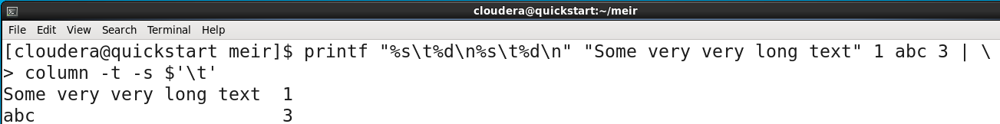 cloudera@quickstart:~/meir
File Edit View Search Terminal Help
[cloudera@quickstart meir]$ printf "%s\t%d\n%s\t%d\n" "Some very very long text" 1 abc 3 | \
> column -t -s $'\t'
Some very very long text  1
abc                       3